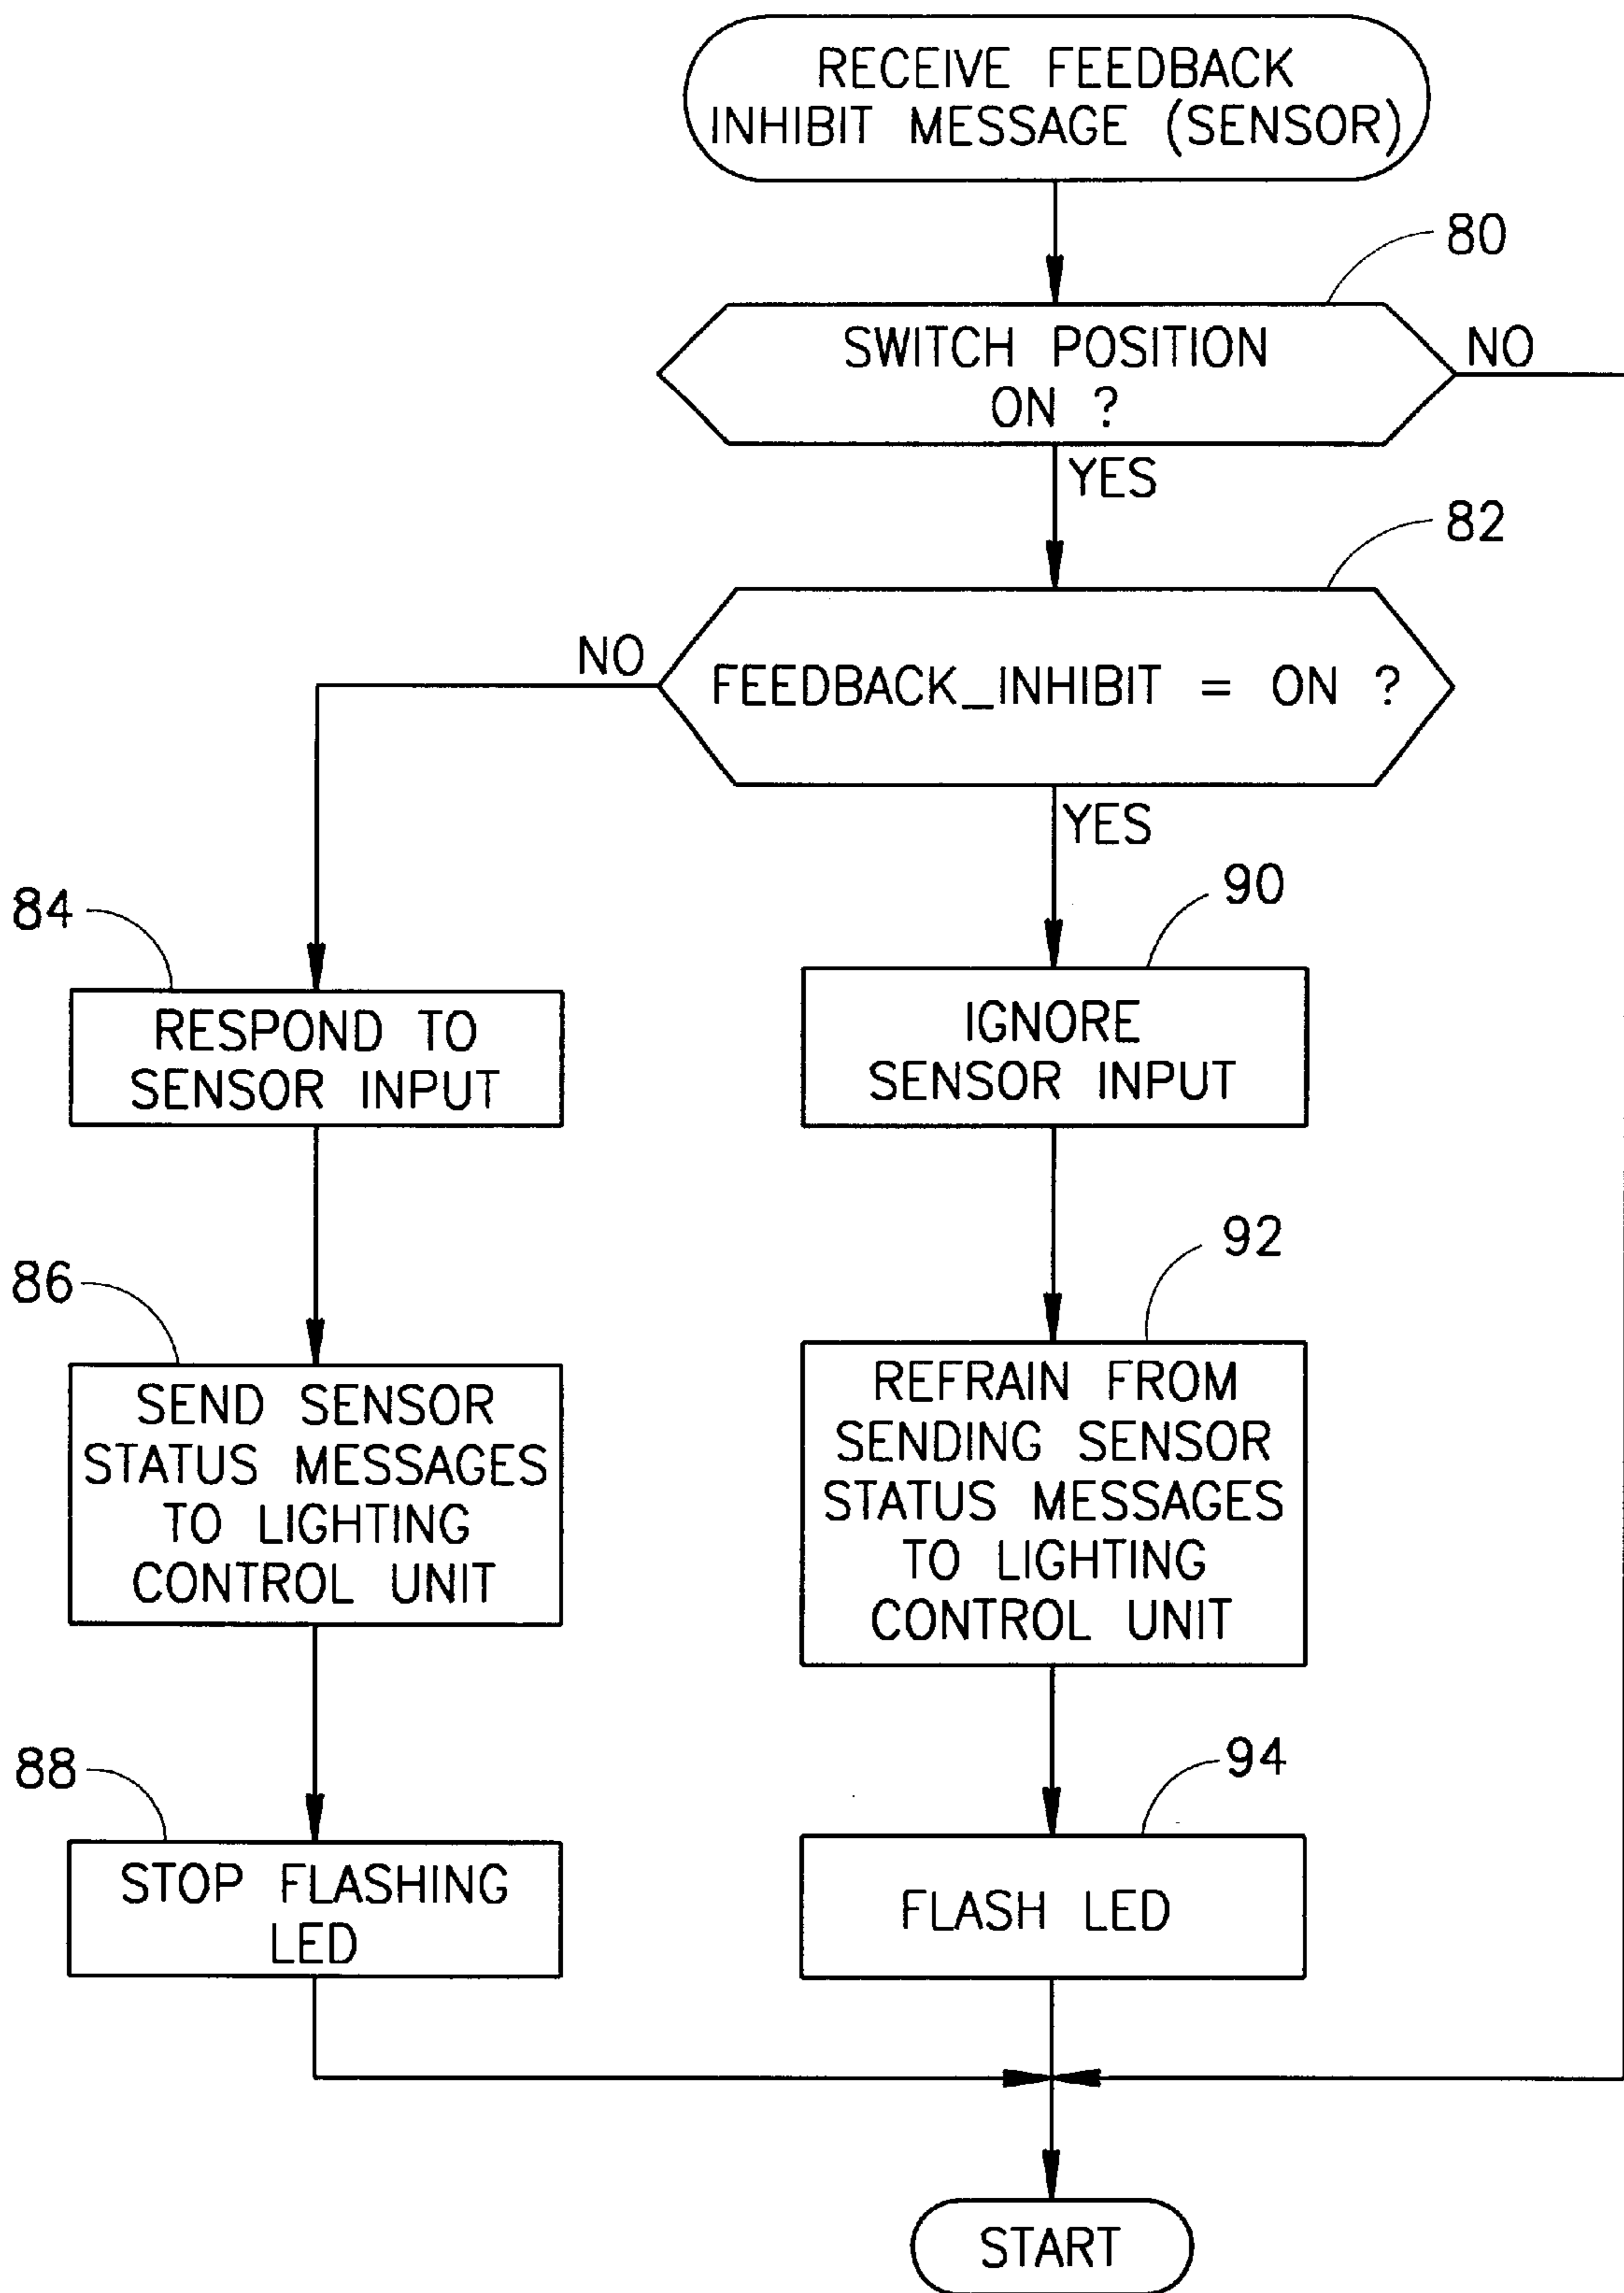 RECEIVE FEEDBACK
INHIBIT MESSAGE (SENSOR)
80
SWITCH POSITION
ON ?
NO
YES
82
NO
FEEDBACK_INHIBIT = ON ?
YES
84
RESPOND TO
SENSOR INPUT
90
IGNORE
SENSOR INPUT
86
SEND SENSOR
STATUS MESSAGES
TO LIGHTING
CONTROL UNIT
92
REFRAIN FROM
SENDING SENSOR
STATUS MESSAGES
TO LIGHTING
CONTROL UNIT
88
STOP FLASHING
LED
94
FLASH LED
START